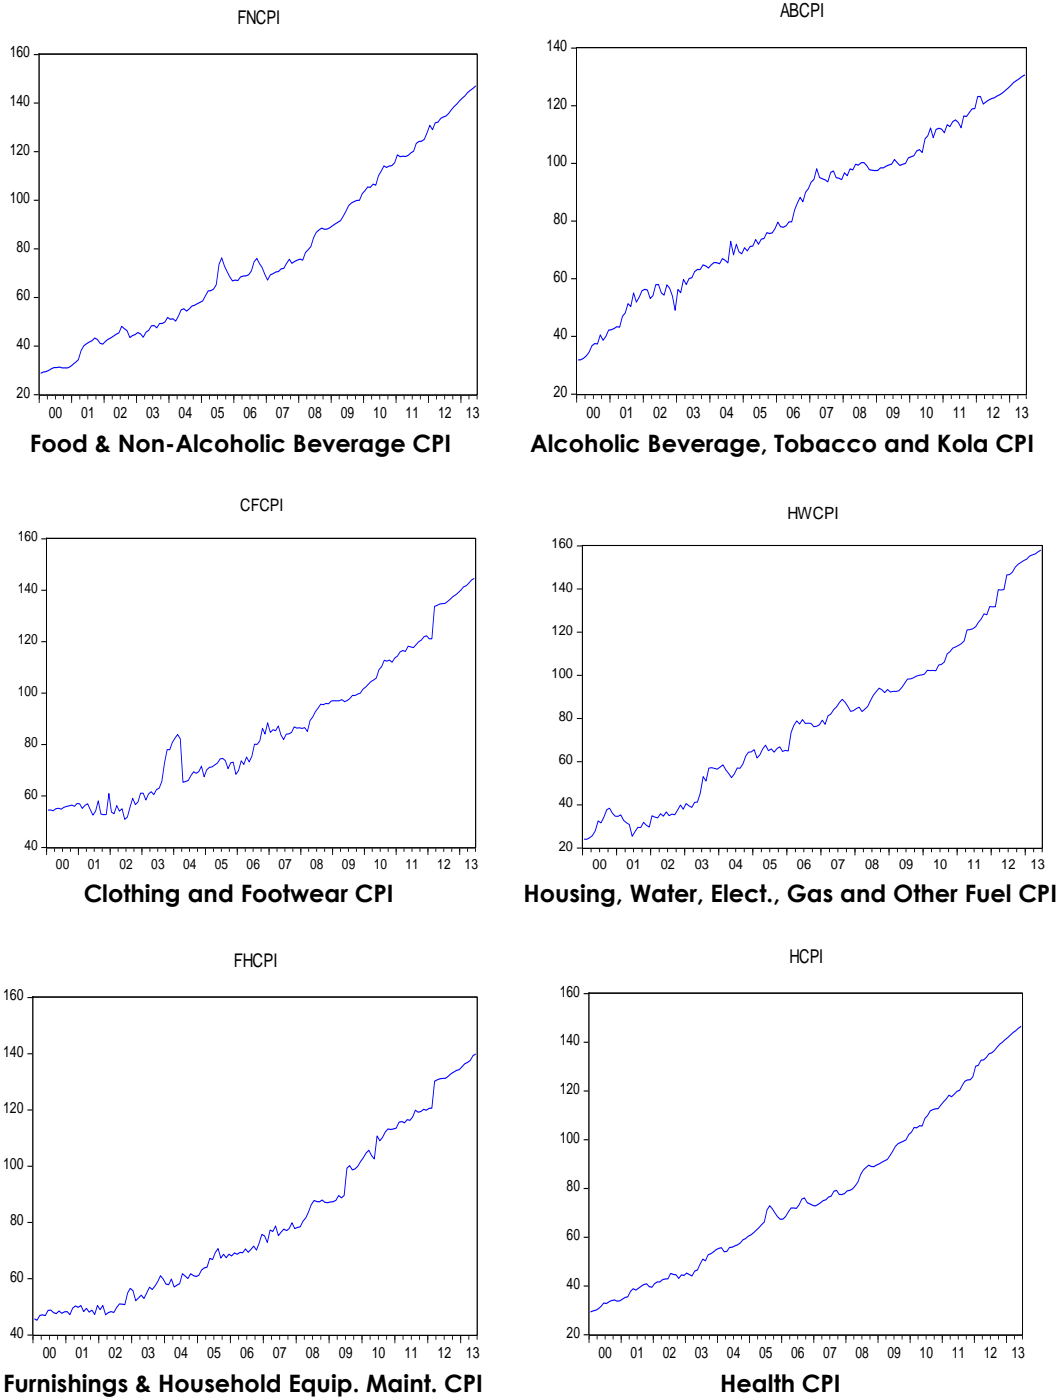 FNCPI
160
140
120
100
80
60
40
20
00 01 02 03 04 05 06 07 08 09 10 11 12 13
Food & Non-Alcoholic Beverage CPI
ABCPI
140
120
100
80
60
40
20
00 01 02 03 04 05 06 07 08 09 10 11 12 13
Alcoholic Beverage, Tobacco and Kola CPI
CFCPI
160
140
120
100
80
60
40
00 01 02 03 04 05 06 07 08 09 10 11 12 13
Clothing and Footwear CPI
HWCPI
160
140
120
100
80
60
40
20
00 01 02 03 04 05 06 07 08 09 10 11 12 13
Housing, Water, Elect., Gas and Other Fuel CPI
FHCPI
160
140
120
100
80
60
40
00 01 02 03 04 05 06 07 08 09 10 11 12 13
Furnishings & Household Equip. Maint. CPI
HCPI
160
140
120
100
80
60
40
20
00 01 02 03 04 05 06 07 08 09 10 11 12 13
Health CPI